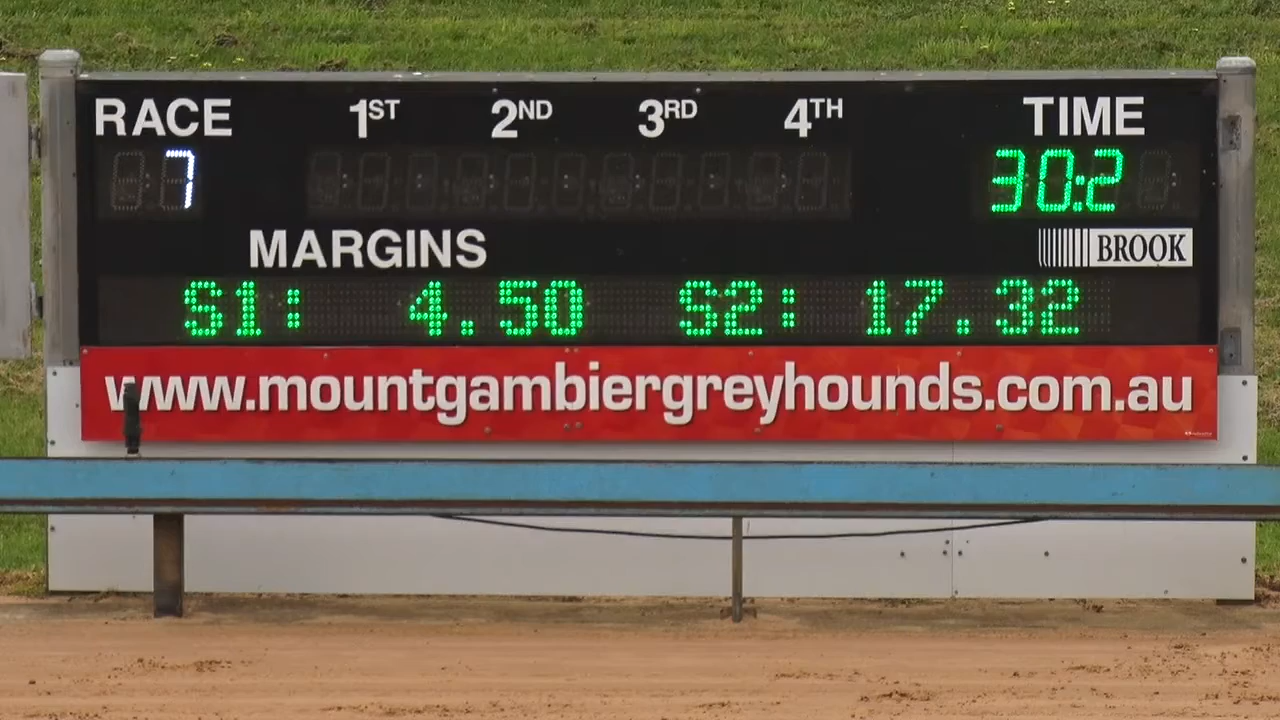 RACE 1ST 2ND 3RD 4TH TIME
7 30:2
MARGINS BROOK
S1: 4.50 S2: 17.32
www.mountgambiergreyhounds.com.au